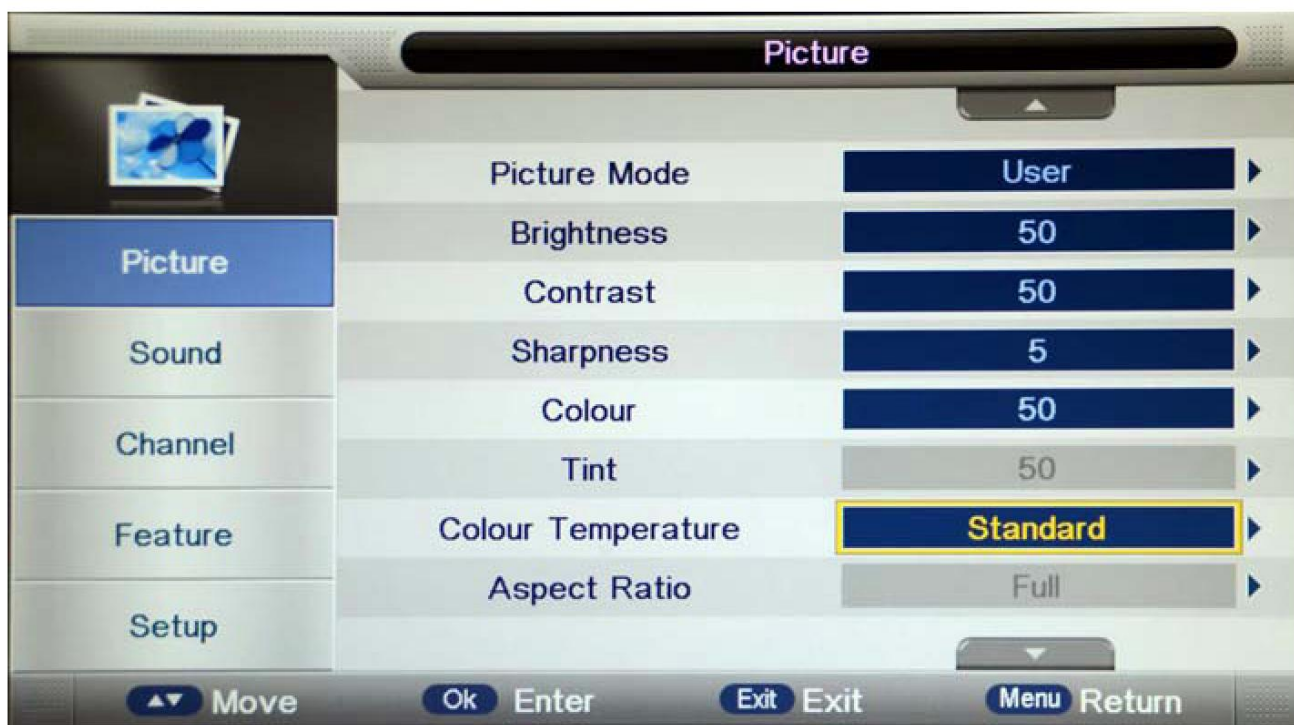 Picture
Picture
Sound
Channel
Feature
Setup
Picture Mode User
Brightness 50
Contrast 50
Sharpness 5
Colour 50
Tint 50
Colour Temperature Standard
Aspect Ratio Full
Move Ok Enter Exit Exit Menu Return